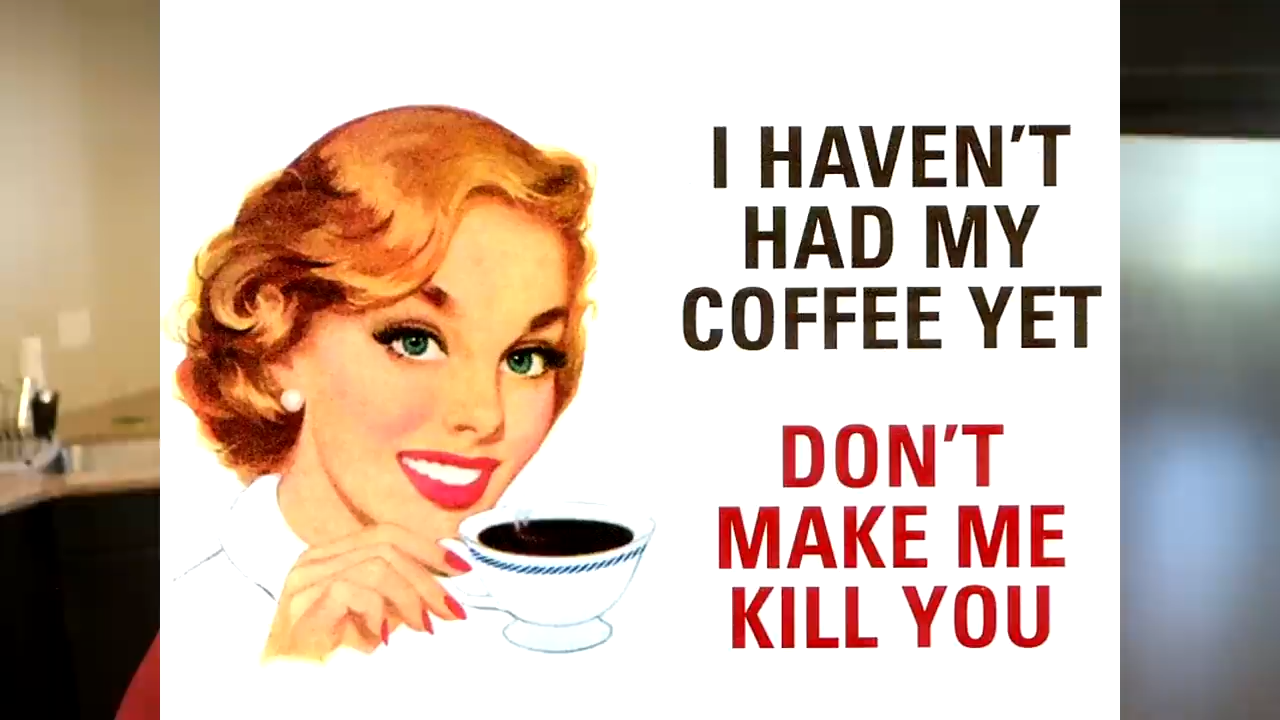 I HAVEN'T
HAD MY
COFFEE YET
DON'T
MAKE ME
KILL YOU